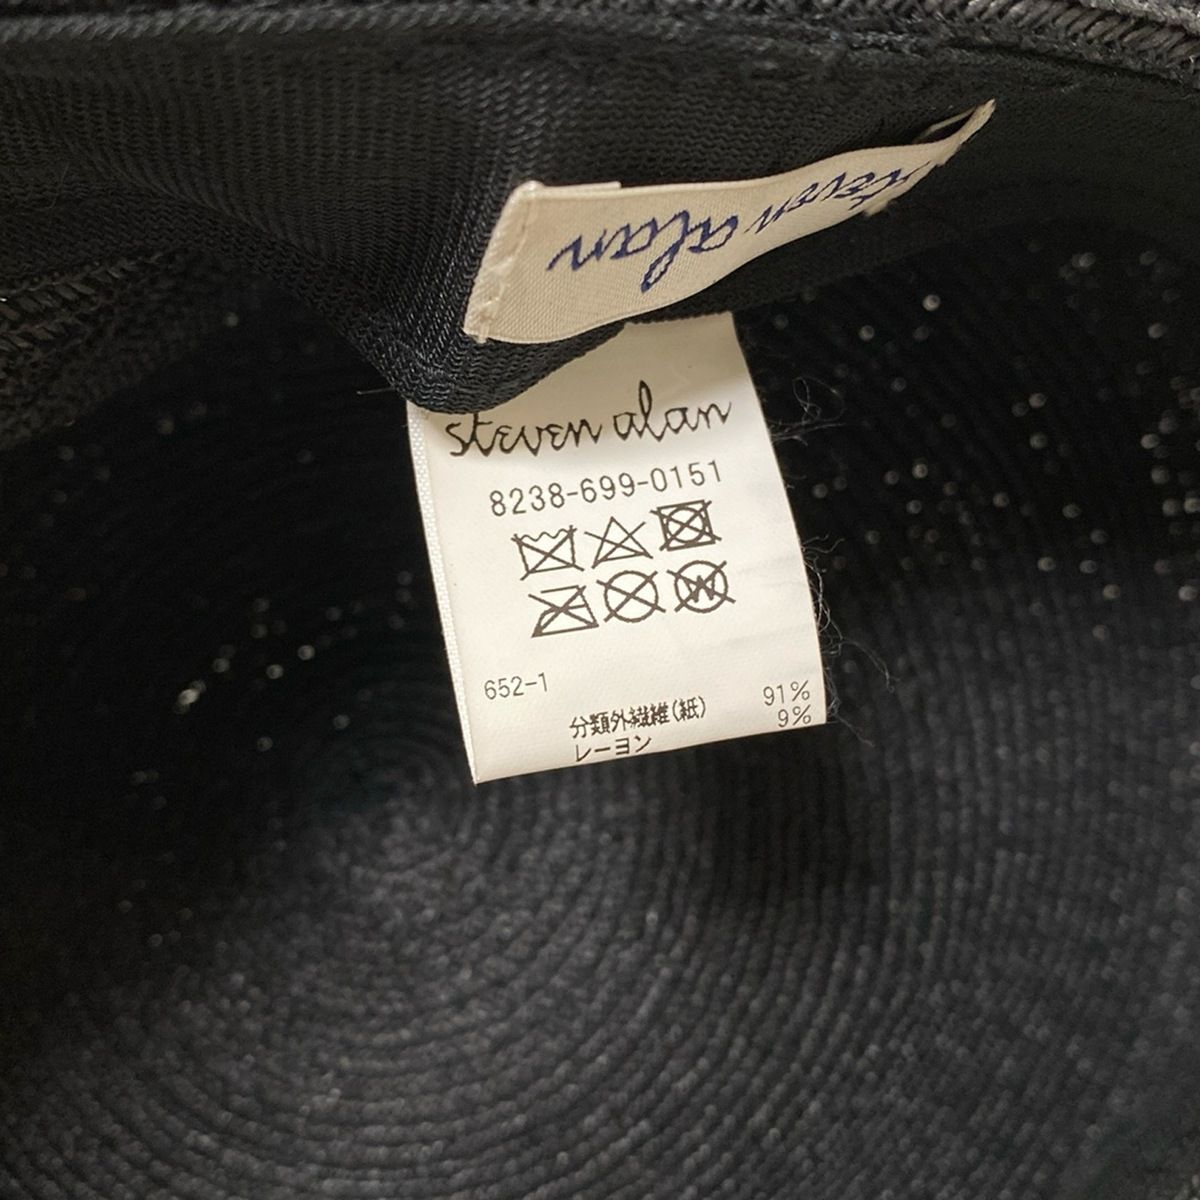 steven alan
steven alan
8238-699-0151
652-1
分類外繊維(紙) 91%
レーヨン 9%